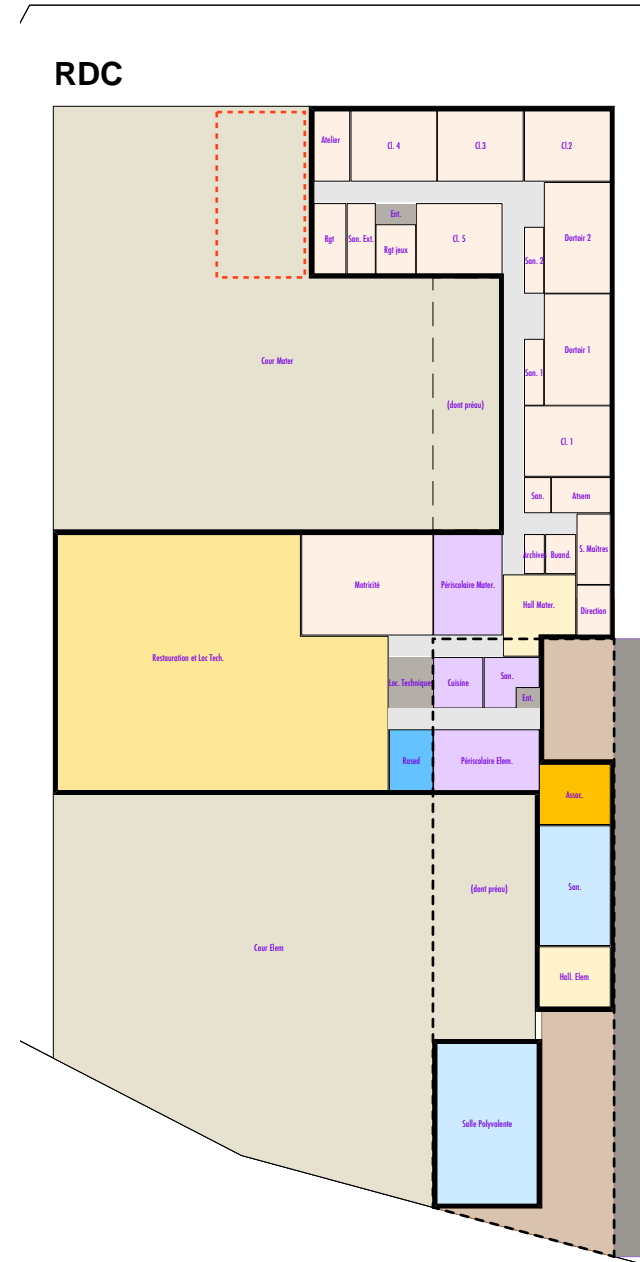 RDC
Atelier
Cl. 4
Cl.3
Cl.2
Rgt
San. Ext.
Ent.
Rgt jeux
Cl. 5
San. 2
Dortoir 2
Cour Mater
(dont préau)
San. 1
Dortoir 1
Cl. 1
San.
Atsem
Archives
Buand.
S. Maîtres
Motricité
Périscolaire Mater.
Hall Mater.
Direction
Restauration et Loc Tech.
Loc. Techniques
Cuisine
San.
Ent.
Rased
Périscolaire Elem.
Assoc.
(dont préau)
San.
Cour Elem
Hall. Elem
Salle Polyvalente